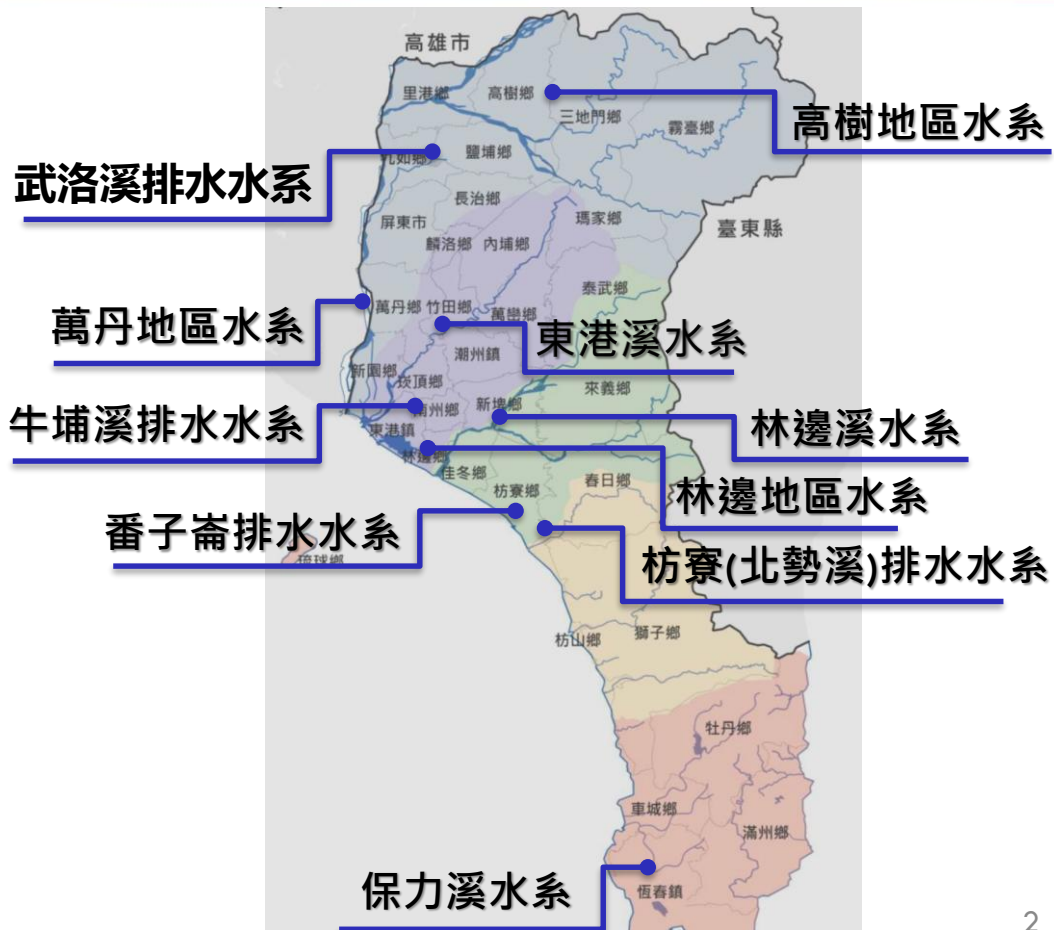 高雄市
里港鄉
高樹鄉
三地門鄉
霧臺鄉
高樹地區水系
九如鄉
鹽埔鄉
武洛溪排水水系
長治鄉
屏東市
瑪家鄉
臺東縣
麟洛鄉
內埔鄉
泰武鄉
萬丹鄉
竹田鄉
萬巒鄉
萬丹地區水系
東港溪水系
潮州鎮
新園鄉
崁頂鄉
來義鄉
南州鄉
新埤鄉
牛埔溪排水水系
林邊溪水系
東港鎮
林邊鄉
佳冬鄉
春日鄉
枋寮鄉
林邊地區水系
番子崙排水水系
琉球鄉
枋寮(北勢溪)排水水系
枋山鄉
獅子鄉
牡丹鄉
車城鄉
滿州鄉
保力溪水系
恆春鎮
2